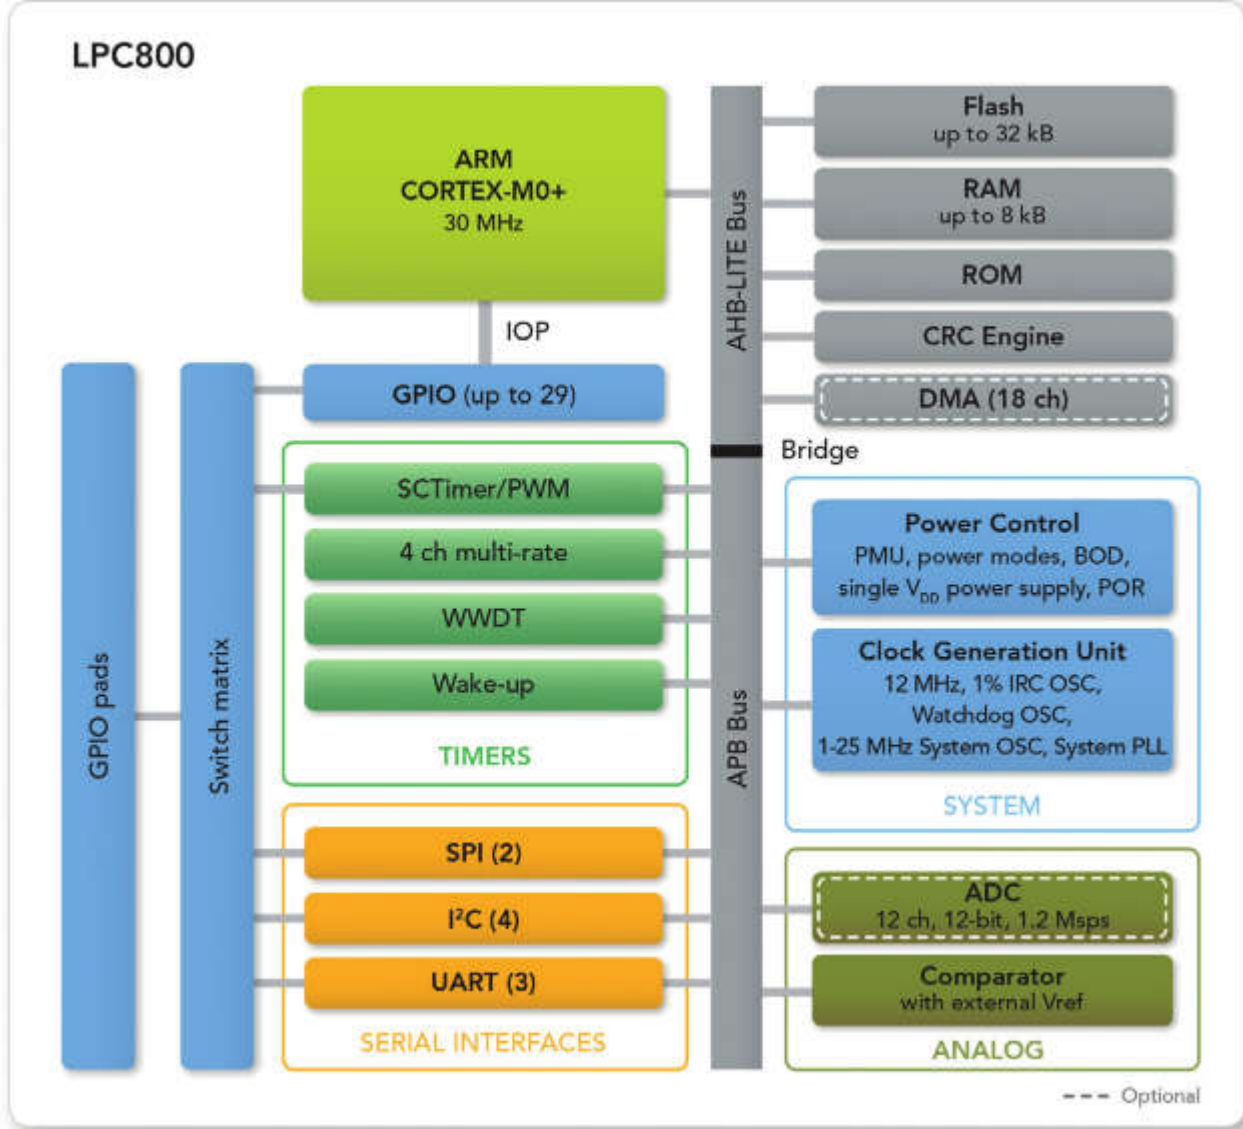 LPC800
ARM
CORTEX-M0+
30 MHz
IOP
GPIO (up to 29)
SCTimer/PWM
4 ch multi-rate
WWDT
Wake-up
TIMERS
SPI (2)
I²C (4)
UART (3)
SERIAL INTERFACES
GPIO pads
Switch matrix
AHB-LITE Bus
Bridge
APB Bus
Flash
up to 32 kB
RAM
up to 8 kB
ROM
CRC Engine
DMA (18 ch)
Power Control
PMU, power modes, BOD,
single VDD power supply, POR
Clock Generation Unit
12 MHz, 1% IRC OSC,
Watchdog OSC,
1-25 MHz System OSC, System PLL
SYSTEM
ADC
12 ch, 12-bit, 1.2 Msps
Comparator
with external Vref
ANALOG
Optional